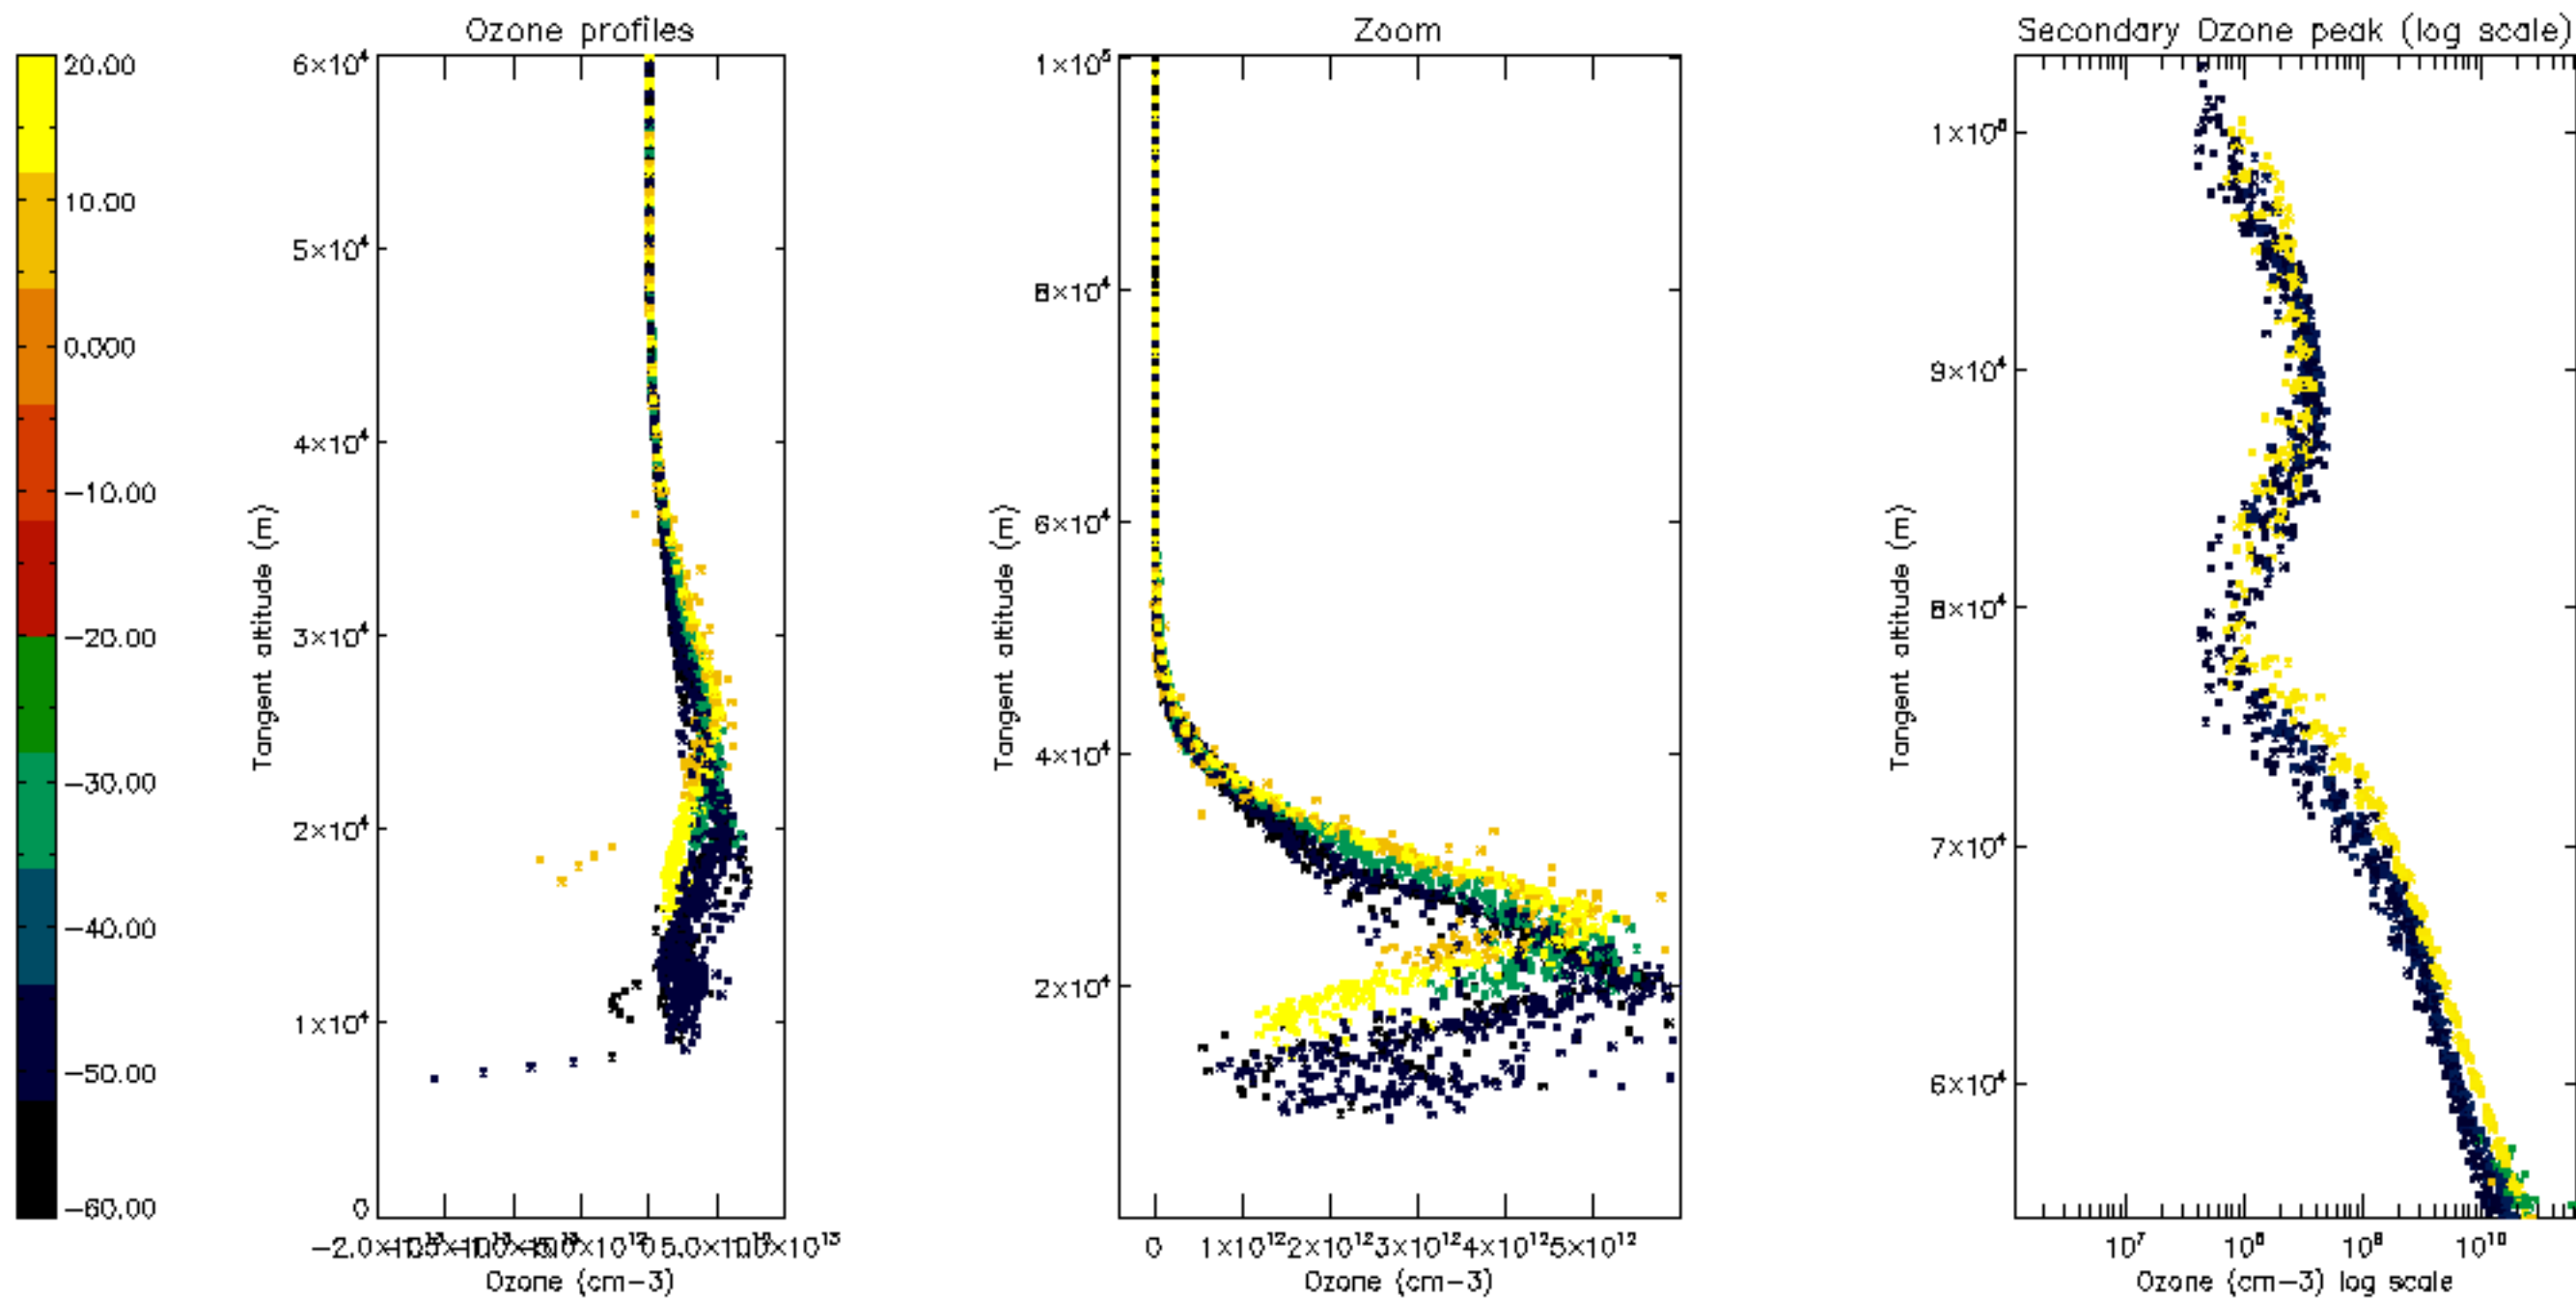 Ozone profiles
Zoom
Secondary Ozone peak (log scale)
20.00
10.00
0.000
−10.00
−20.00
−30.00
−40.00
−50.00
−60.00
6×10⁴
5×10⁴
4×10⁴
3×10⁴
2×10⁴
1×10⁴
0
Tangent altitude (m)
5.0×10
Ozone (cm−3)
1×10⁵
8×10⁴
6×10⁴
4×10⁴
2×10⁴
Tangent altitude (m)
0 1×10¹² 2×10¹² 3×10¹² 4×10¹² 5×10¹²
Ozone (cm−3)
9×10⁴
8×10⁴
7×10⁴
6×10⁴
Tangent altitude (m)
10⁷ 10⁸ 10⁹ 10¹⁰
Ozone (cm−3) log scale